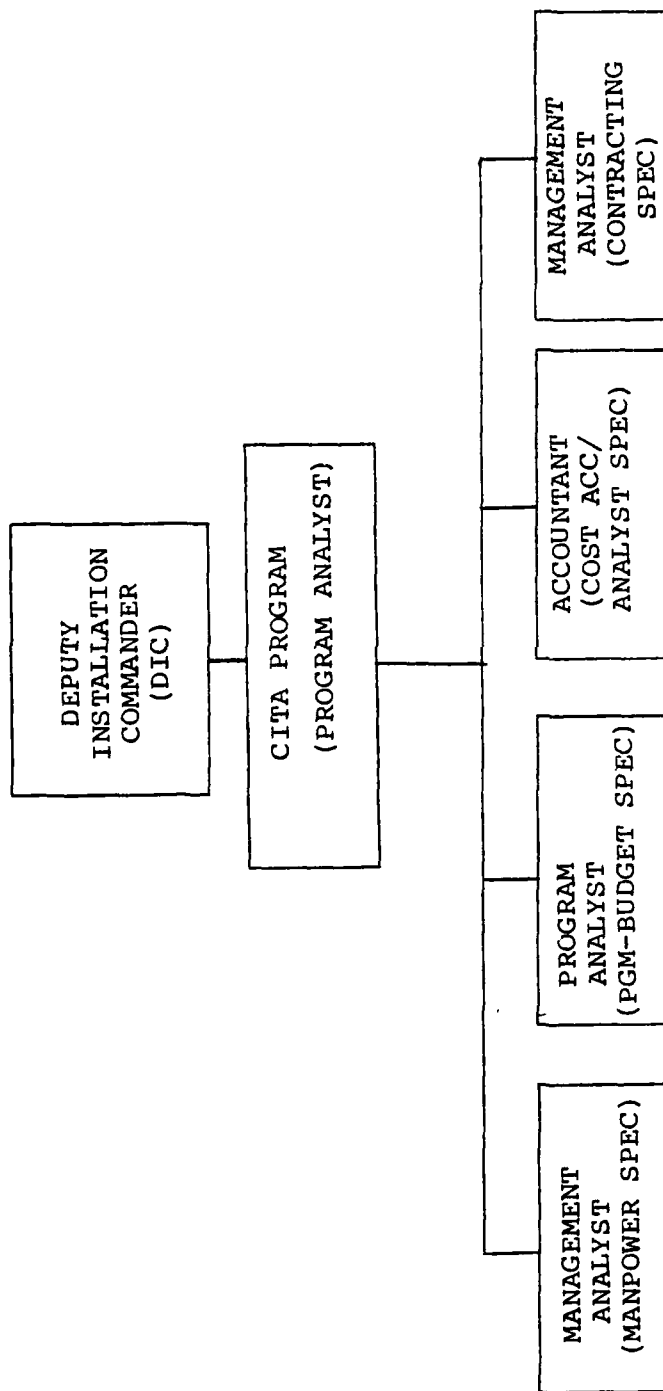 DEPUTY
INSTALLATION
COMMANDER
(DIC)
CITA PROGRAM
(PROGRAM ANALYST)
MANAGEMENT
ANALYST
(MANPOWER SPEC)
PROGRAM
ANALYST
(PGM-BUDGET SPEC)
ACCOUNTANT
(COST ACC/
ANALYST SPEC)
MANAGEMENT
ANALYST
(CONTRACTING
SPEC)